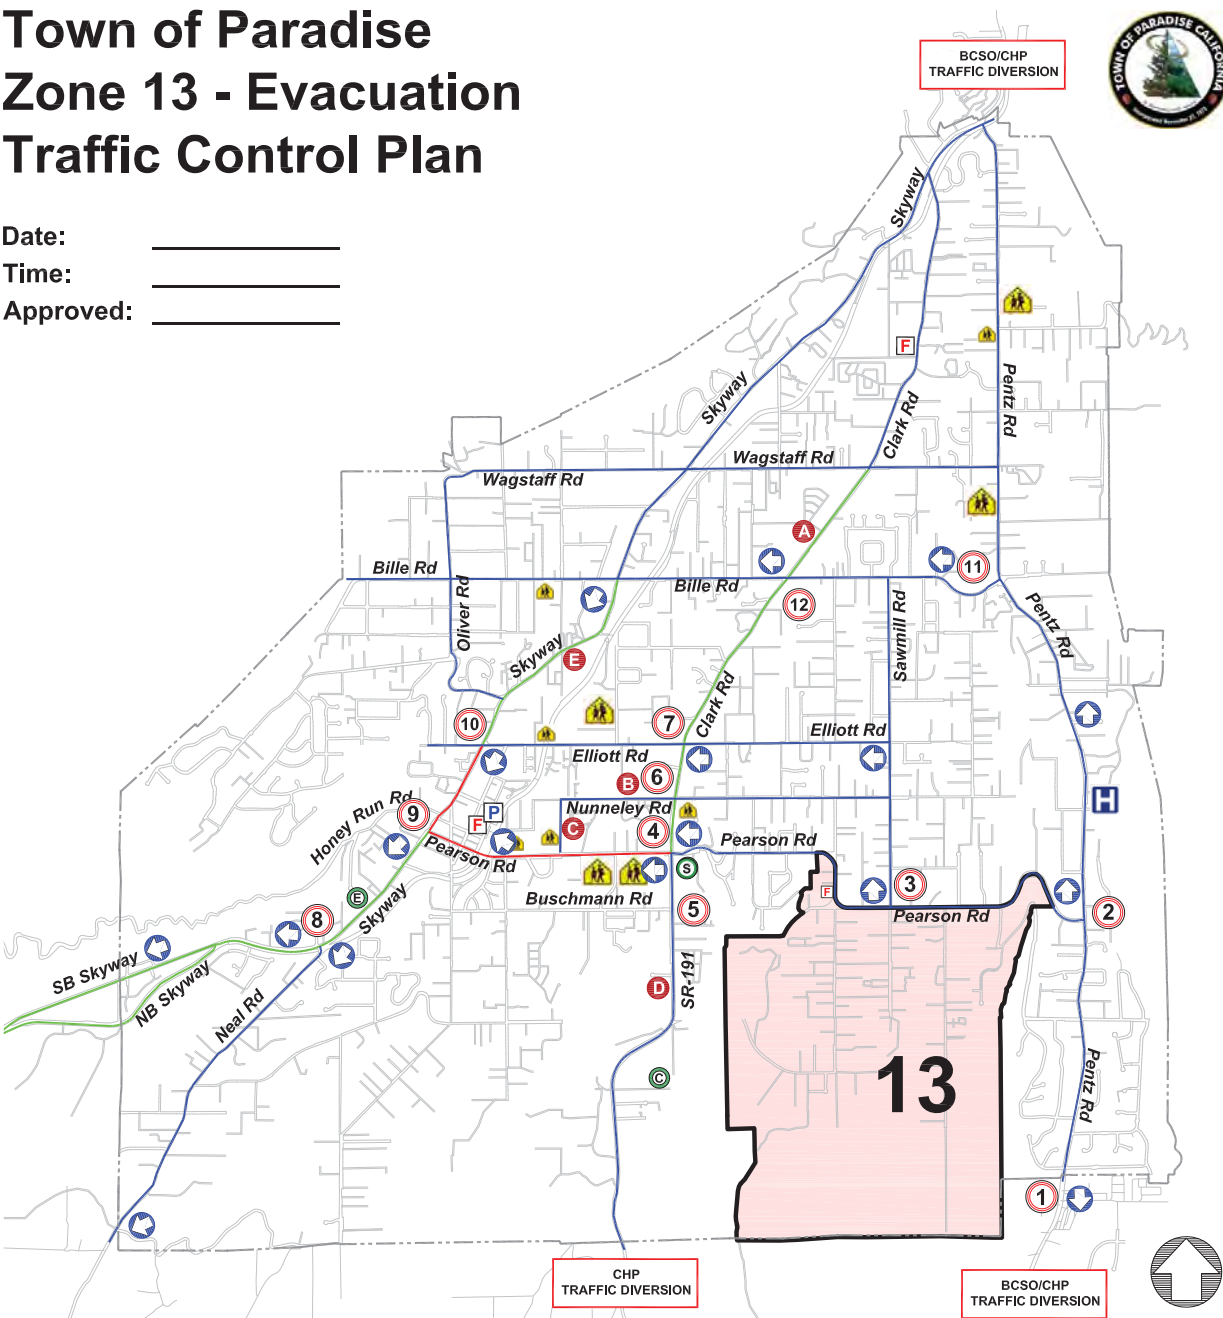 Town of Paradise
Zone 13 - Evacuation
Traffic Control Plan
Date:
Time:
Approved:
BCSO/CHP
TRAFFIC DIVERSION
TOWN OF PARADISE CALIFORNIA
Skyway
F
Skyway
Clark Rd
Pentz Rd
Wagstaff Rd
Wagstaff Rd
A
Bille Rd
Bille Rd
11
12
Oliver Rd
Skyway
E
Sawmill Rd
Pentz Rd
Clark Rd
10
7
Elliott Rd
Elliott Rd
B
6
H
Honey Run Rd
9
P
F
Nunneley Rd
C
4
Pearson Rd
Pearson Rd
S
Buschmann Rd
5
F
3
Pearson Rd
2
E
8
Skyway
SB Skyway
NB Skyway
Neal Rd
D
SR-191
C
13
Pentz Rd
1
CHP
TRAFFIC DIVERSION
BCSO/CHP
TRAFFIC DIVERSION